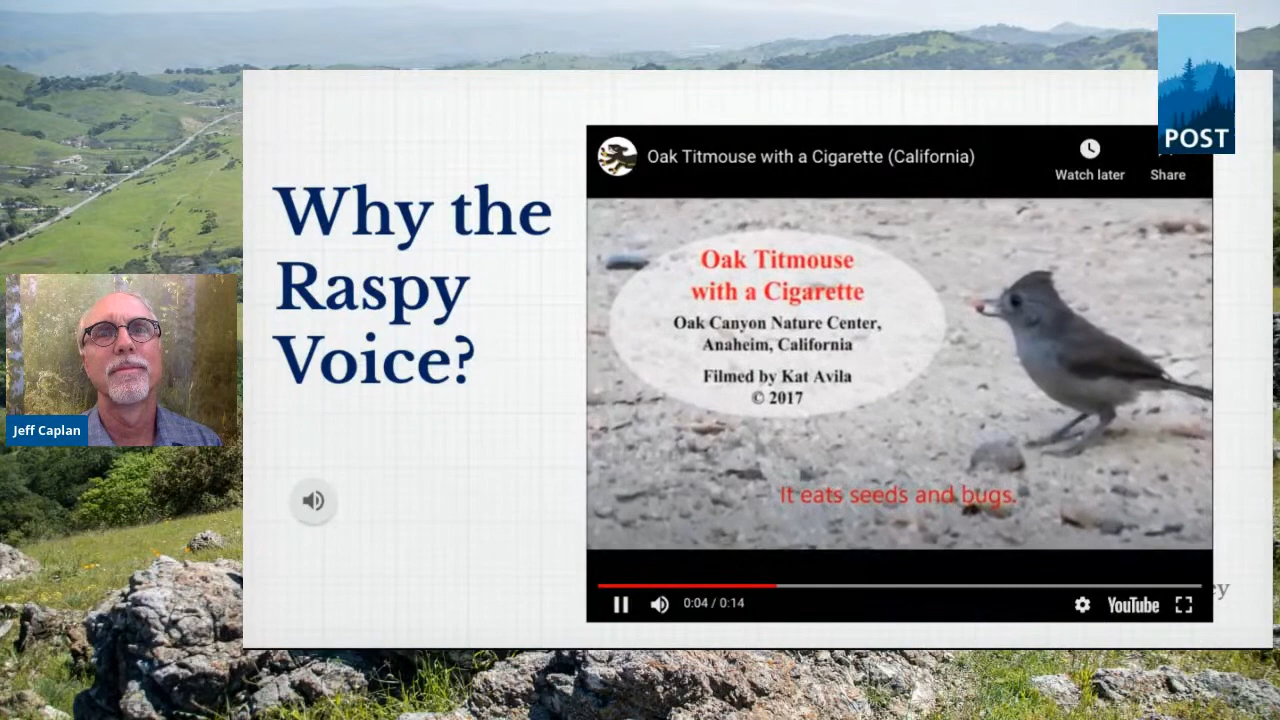 POST
Oak Titmouse with a Cigarette (California)
Watch later
Share
Why the
Raspy
Voice?
Oak Titmouse
with a Cigarette
Oak Canyon Nature Center,
Anaheim, California
Filmed by Kat Avila
© 2017
It eats seeds and bugs.
Jeff Caplan
0:04 / 0:14
YouTube